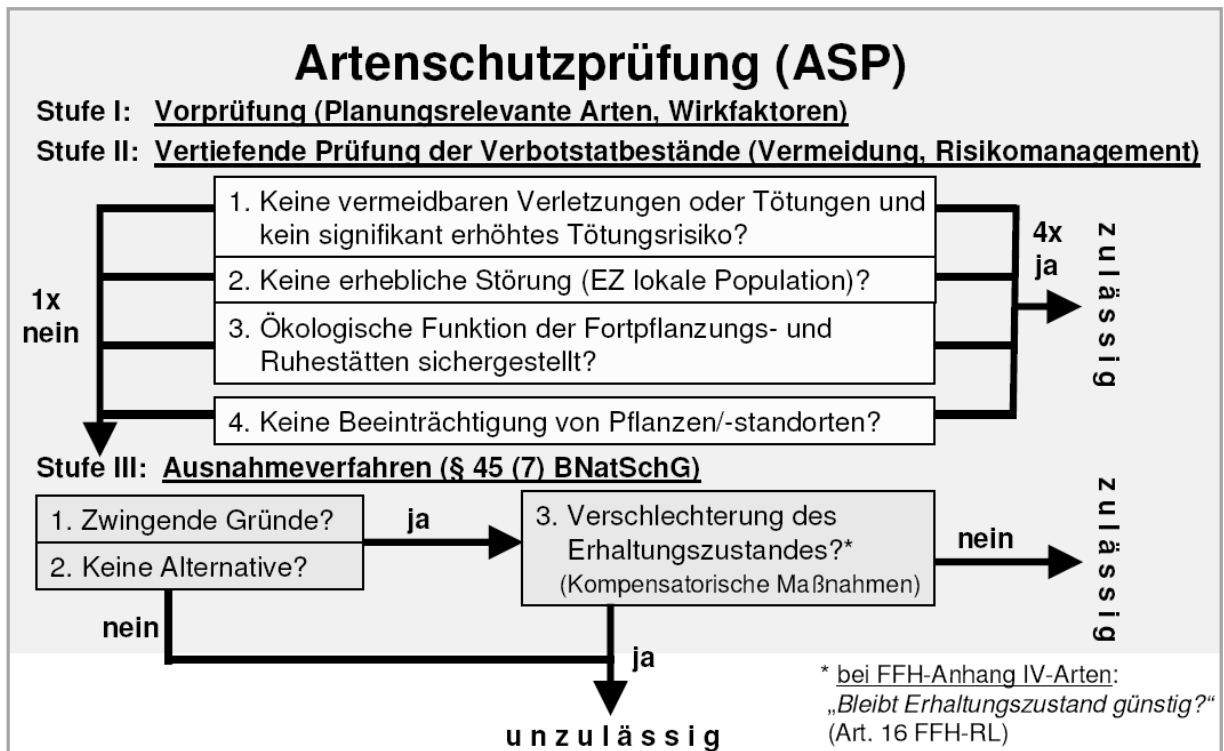 Artenschutzprüfung (ASP)
Stufe I: Vorprüfung (Planungsrelevante Arten, Wirkfaktoren)
Stufe II: Vertiefende Prüfung der Verbotstatbestände (Vermeidung, Risikomanagement)
1. Keine vermeidbaren Verletzungen oder Tötungen und
kein signifikant erhöhtes Tötungsrisiko?
2. Keine erhebliche Störung (EZ lokale Population)?
3. Ökologische Funktion der Fortpflanzungs- und
Ruhestätten sichergestellt?
4. Keine Beeinträchtigung von Pflanzen/-standorten?
1x
nein
4x
ja
zulässig
Stufe III: Ausnahmeverfahren (§ 45 (7) BNatSchG)
1. Zwingende Gründe?
2. Keine Alternative?
ja
3. Verschlechterung des
Erhaltungszustandes?*
(Kompensatorische Maßnahmen)
nein
zulässig
nein
ja
unzulässig
* bei FFH-Anhang IV-Arten:
„Bleibt Erhaltungszustand günstig?“
(Art. 16 FFH-RL)